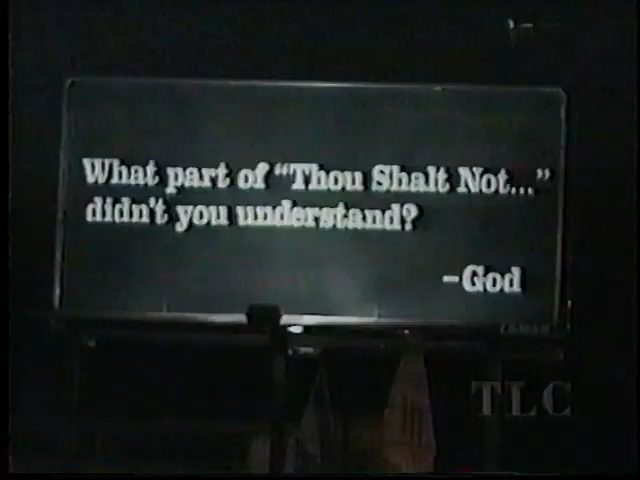 What part of "Thou Shalt Not..."
didn't you understand?
–God
TLC